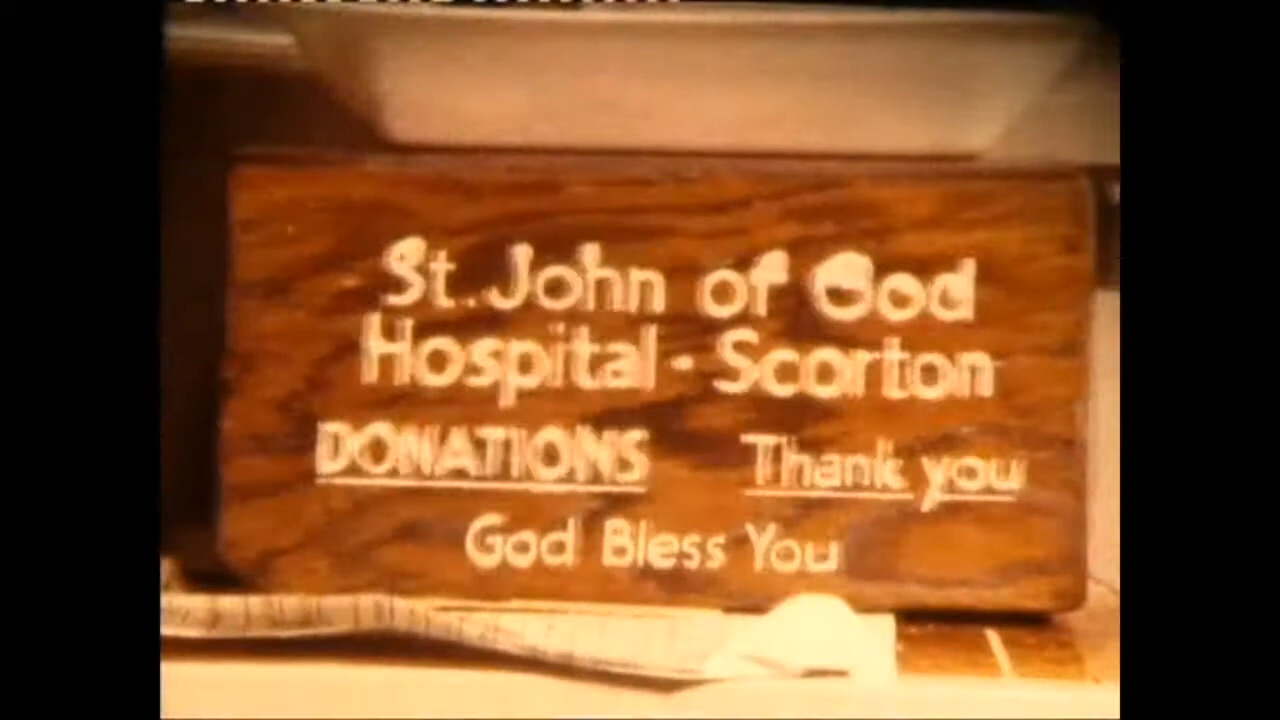 St. John of God
Hospital - Scorton
DONATIONS Thank you
God Bless You